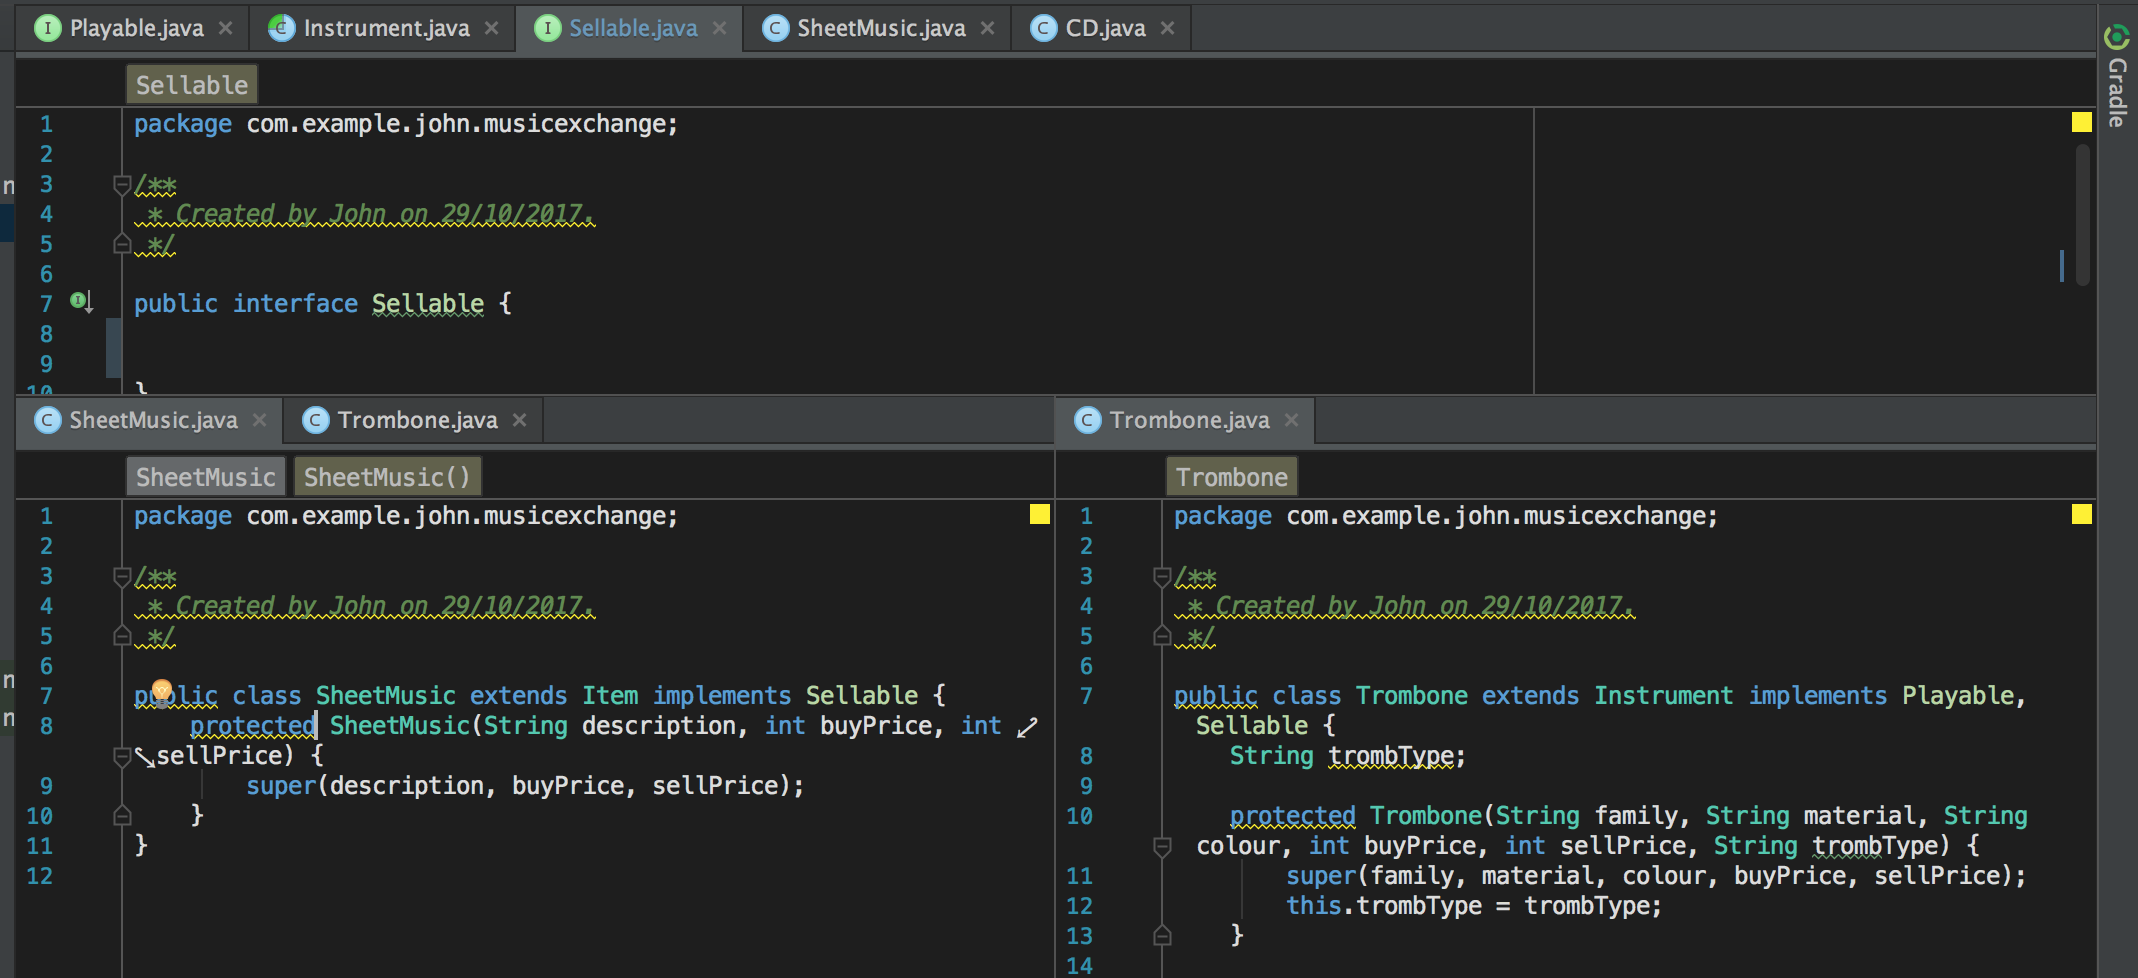 Playable.java Instrument.java Sellable.java SheetMusic.java CD.java
Gradle
Sellable
1 package com.example.john.musicexchange;
2
3 /**
4 * Created by John on 29/10/2017.
5 */
6
7 public interface Sellable {
8
9
10 }
SheetMusic.java Trombone.java
SheetMusic SheetMusic()
1 package com.example.john.musicexchange;
2
3 /**
4 * Created by John on 29/10/2017.
5 */
6
7 public class SheetMusic extends Item implements Sellable {
8 protected SheetMusic(String description, int buyPrice, int
sellPrice) {
9 super(description, buyPrice, sellPrice);
10 }
11 }
12
Trombone.java
Trombone
1 package com.example.john.musicexchange;
2
3 /**
4 * Created by John on 29/10/2017.
5 */
6
7 public class Trombone extends Instrument implements Playable,
Sellable {
8 String trombType;
9
10 protected Trombone(String family, String material, String
colour, int buyPrice, int sellPrice, String trombType) {
11 super(family, material, colour, buyPrice, sellPrice);
12 this.trombType = trombType;
13 }
14